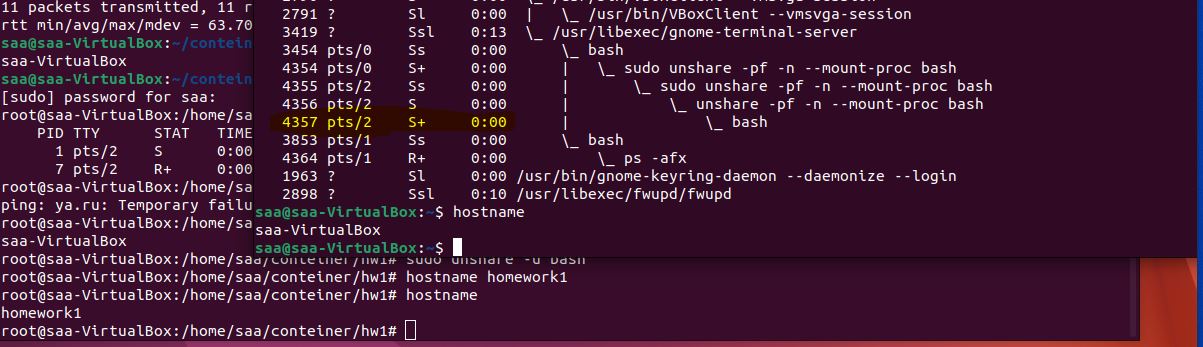 11 packets transmitted, 11 r
rtt min/avg/max/mdev = 63.70
saa@saa-VirtualBox:~/contein
saa-VirtualBox
saa@saa-VirtualBox:~/contein
[sudo] password for saa:
root@saa-VirtualBox:/home/sa
PID TTY STAT TIME
1 pts/2 S 0:00
7 pts/2 R+ 0:00
root@saa-VirtualBox:/home/sa
ping: ya.ru: Temporary failu
root@saa-VirtualBox:/home/sa
saa-VirtualBox
root@saa-VirtualBox:/home/saa/conteiner/hw1# sudo unshare -u bash
root@saa-VirtualBox:/home/saa/conteiner/hw1# hostname homework1
root@saa-VirtualBox:/home/saa/conteiner/hw1# hostname
homework1
root@saa-VirtualBox:/home/saa/conteiner/hw1#
2791 ? Sl 0:00 | \_ /usr/bin/VBoxClient --vmsvga-session
3419 ? Ssl 0:13 \_ /usr/libexec/gnome-terminal-server
3454 pts/0 Ss 0:00 \_ bash
4354 pts/0 S+ 0:00 | \_ sudo unshare -pf -n --mount-proc bash
4355 pts/2 Ss 0:00 | \_ sudo unshare -pf -n --mount-proc bash
4356 pts/2 S 0:00 | \_ unshare -pf -n --mount-proc bash
4357 pts/2 S+ 0:00 | \_ bash
3853 pts/1 Ss 0:00 \_ bash
4364 pts/1 R+ 0:00 \_ ps -afx
1963 ? Sl 0:00 /usr/bin/gnome-keyring-daemon --daemonize --login
2898 ? Ssl 0:10 /usr/libexec/fwupd/fwupd
saa@saa-VirtualBox:~$ hostname
saa-VirtualBox
saa@saa-VirtualBox:~$